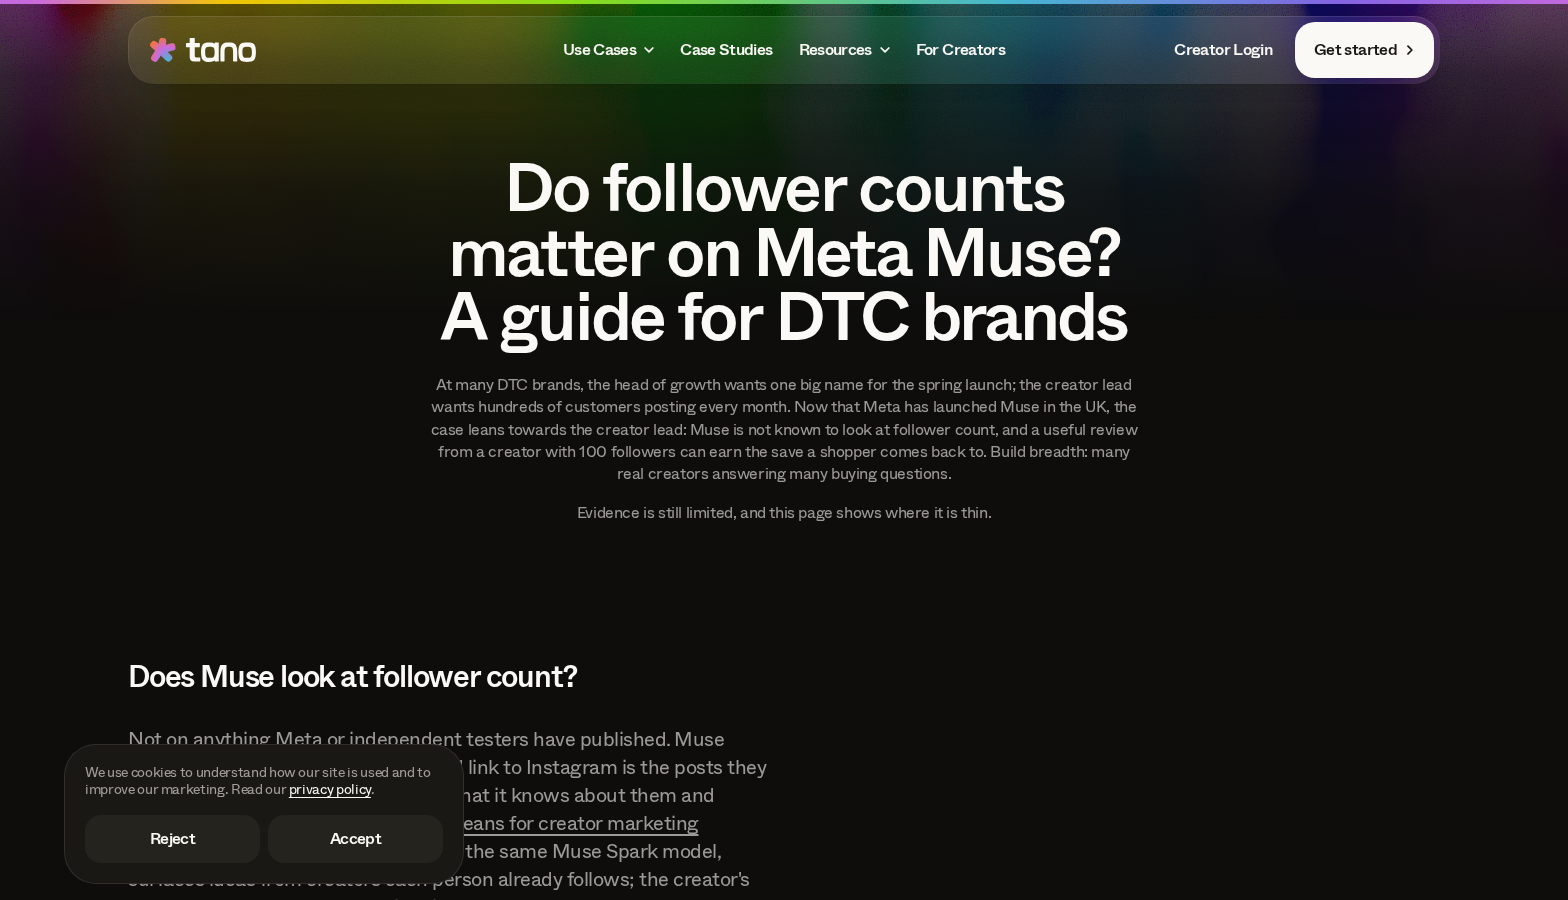 tano
Use Cases
Case Studies
Resources
For Creators
Creator Login
Get started
Do follower counts
matter on Meta Muse?
A guide for DTC brands
At many DTC brands, the head of growth wants one big name for the spring launch; the creator lead
wants hundreds of customers posting every month. Now that Meta has launched Muse in the UK, the
case leans towards the creator lead: Muse is not known to look at follower count, and a useful review
from a creator with 100 followers can earn the save a shopper comes back to. Build breadth: many
real creators answering many buying questions.
Evidence is still limited, and this page shows where it is thin.
Does Muse look at follower count?
Not on anything Meta or independent testers have published. Muse
link to Instagram is the posts they
it knows about them and
for creator marketing
the same Muse Spark model,
person already follows; the creator's
We use cookies to understand how our site is used and to
improve our marketing. Read our privacy policy.
Reject
Accept